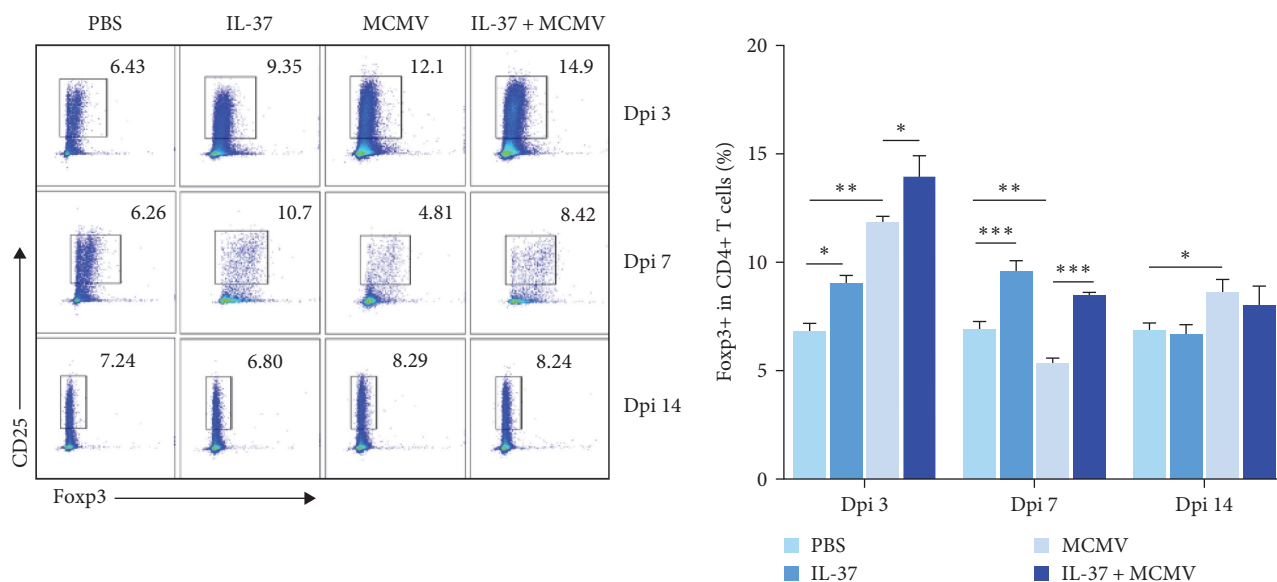 PBS IL-37 MCMV IL-37 + MCMV
6.43 9.35 12.1 14.9
Dpi 3
6.26 10.7 4.81 8.42
Dpi 7
7.24 6.80 8.29 8.24
Dpi 14
CD25
Foxp3
Foxp3+ in CD4+ T cells (%)
20
15
10
5
0
* ** * *
** *** ***
*
Dpi 3 Dpi 7 Dpi 14
PBS MCMV
IL-37 IL-37 + MCMV